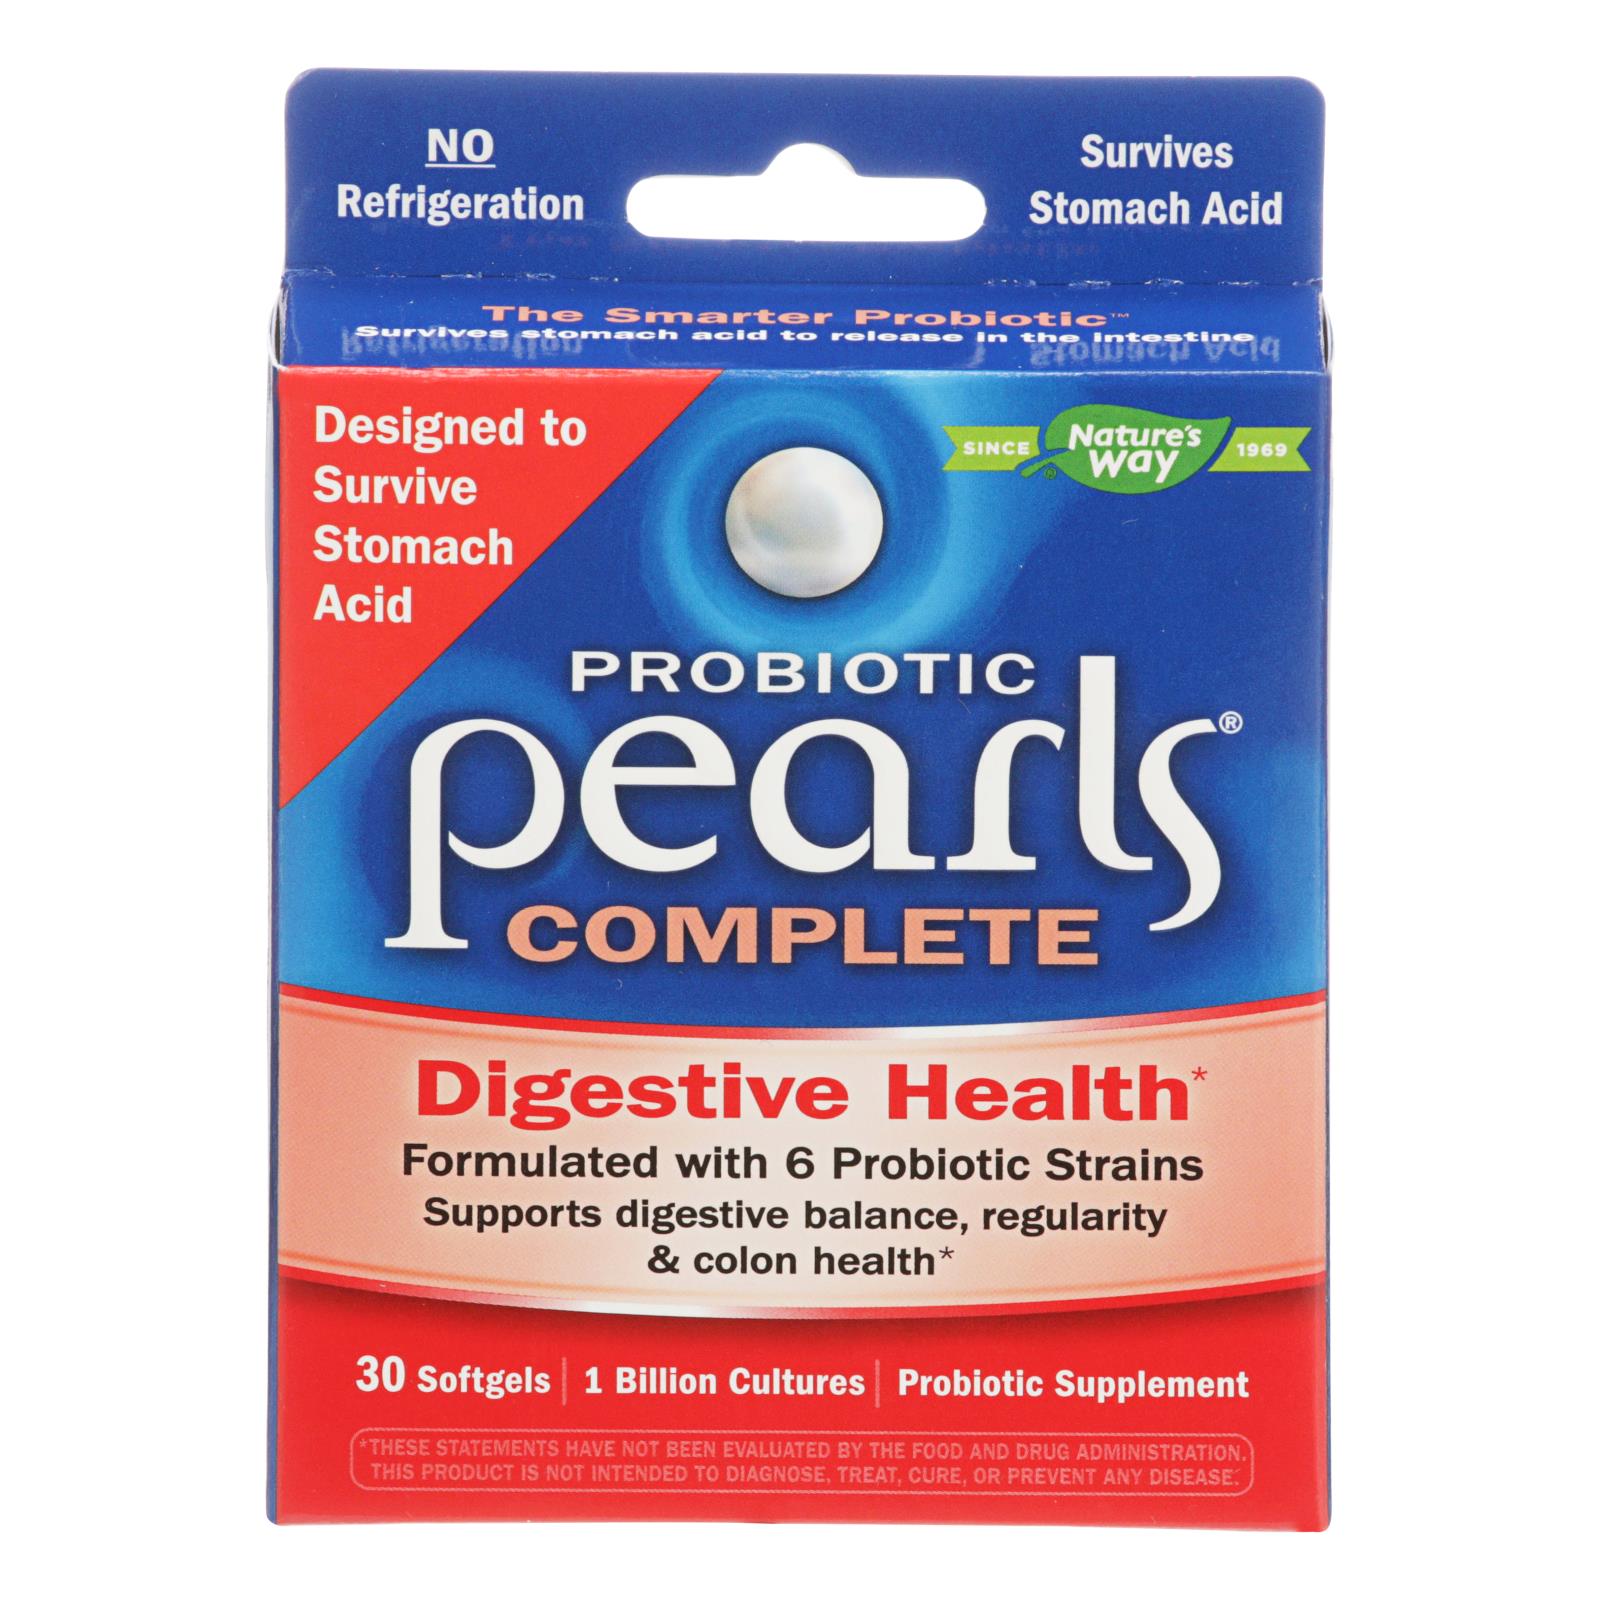 NO
Refrigeration
Survives
Stomach Acid
The Smarter Probiotic™
Survives stomach acid to release in the intestine
Designed to
Survive
Stomach
Acid
SINCE
Nature's
Way®
1969
PROBIOTIC
pearls®
COMPLETE
Digestive Health*
Formulated with 6 Probiotic Strains
Supports digestive balance, regularity
& colon health*
30 Softgels | 1 Billion Cultures | Probiotic Supplement
*THESE STATEMENTS HAVE NOT BEEN EVALUATED BY THE FOOD AND DRUG ADMINISTRATION.
THIS PRODUCT IS NOT INTENDED TO DIAGNOSE, TREAT, CURE, OR PREVENT ANY DISEASE.